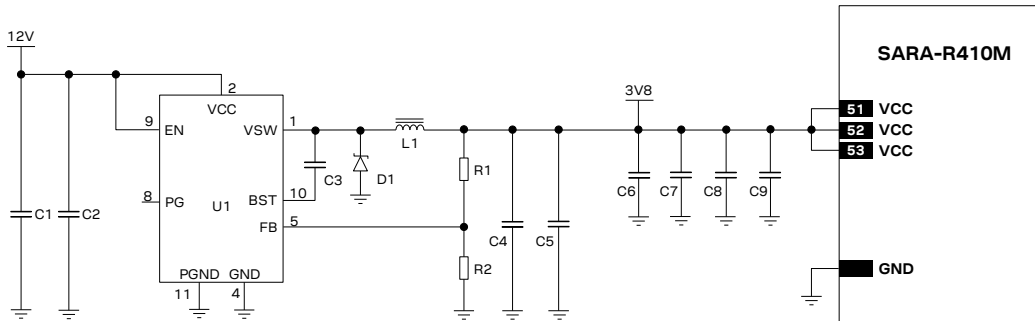 12V
SARA-R410M
2
VCC
3V8
51 VCC
9 EN
VSW 1
52 VCC
L1
53 VCC
C3
D1
R1
C6
C7
C8
C9
8 PG
U1
BST 10
C1
C2
FB 5
C4
C5
R2
PGND GND
GND
11
4